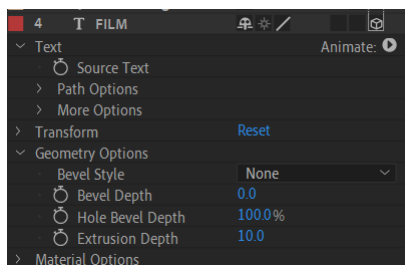 4 T FILM
Text Animate:
Source Text
Path Options
More Options
Transform Reset
Geometry Options
Bevel Style None
Bevel Depth 0.0
Hole Bevel Depth 100.0%
Extrusion Depth 10.0
Material Options